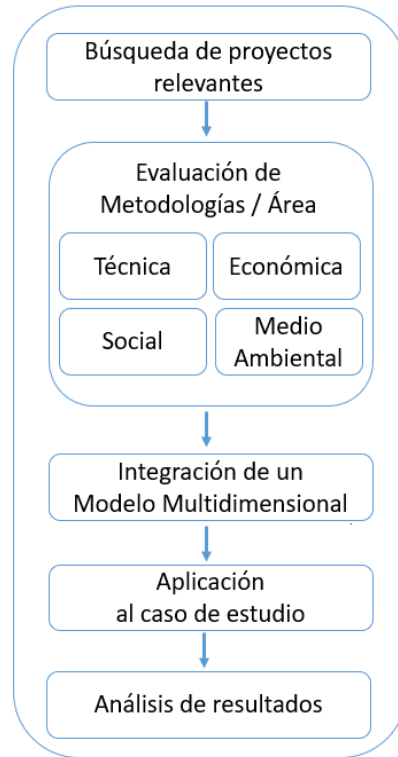 Búsqueda de proyectos
relevantes
Evaluación de
Metodologías / Área
Técnica
Económica
Social
Medio
Ambiental
Integración de un
Modelo Multidimensional
Aplicación
al caso de estudio
Análisis de resultados